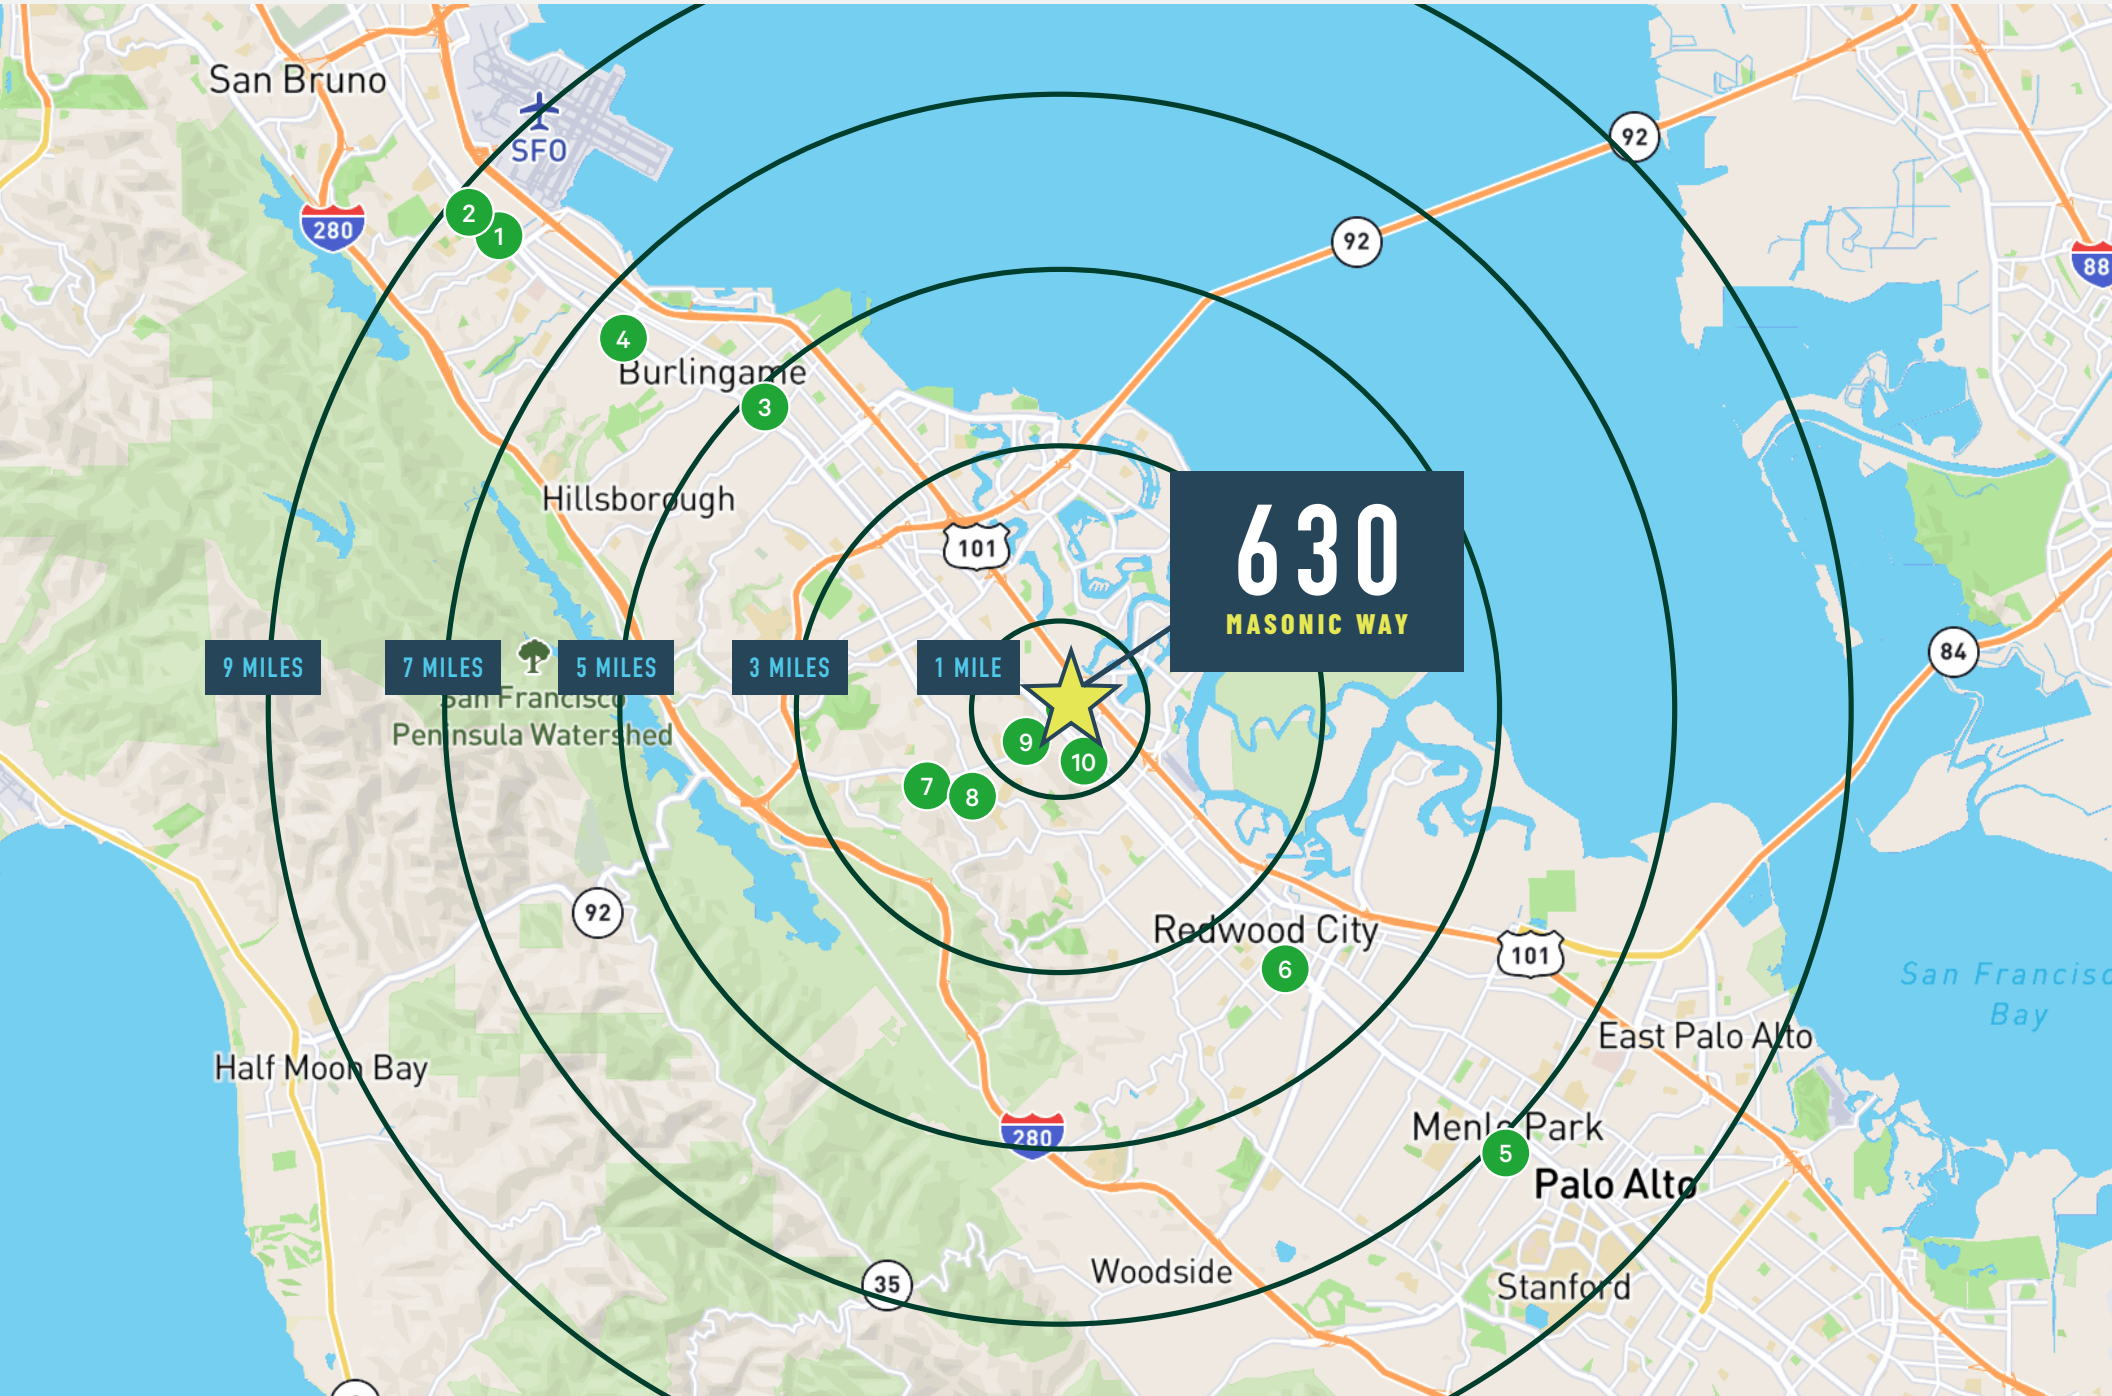 San Bruno
SFO
92
280
2
1
92
88
4
Burlingame
3
Hillsborough
101
630
MASONIC WAY
9 MILES
7 MILES
5 MILES
3 MILES
1 MILE
84
San Francisco
Peninsula Watershed
9
10
7
8
92
Redwood City
6
101
San Francisc
Bay
East Palo Alto
Half Moon Bay
280
Menlo Park
5
Palo Alto
35
Woodside
Stanford